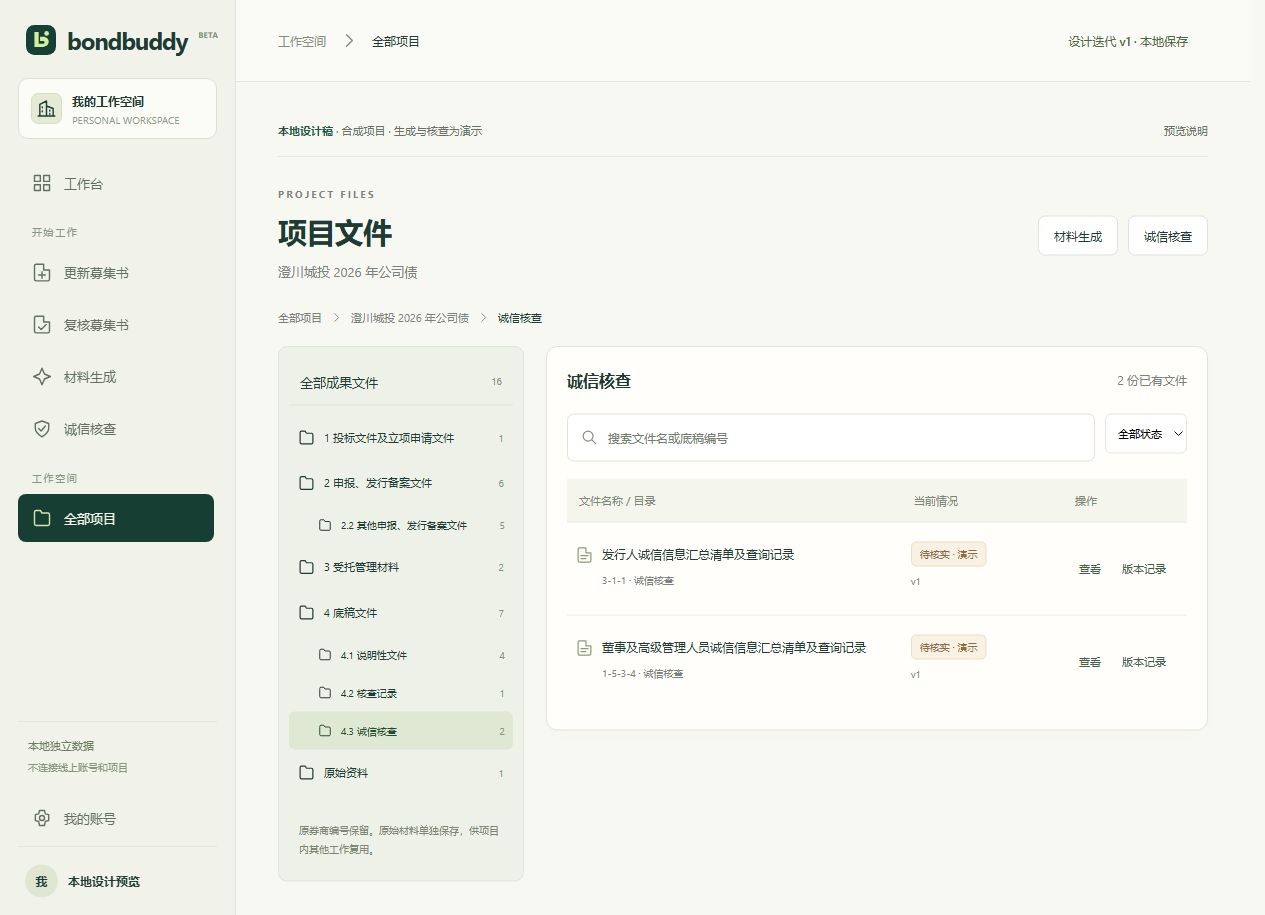 bondbuddy BETA
我的工作空间
PERSONAL WORKSPACE
工作台
开始工作
更新募集书
复核募集书
材料生成
诚信核查
工作空间
全部项目
本地独立数据
不连接线上账号和项目
我的账号
我 本地设计预览
工作空间 全部项目
设计迭代 v1 · 本地保存
本地设计稿 · 合成项目 · 生成与核查为演示
预览说明
PROJECT FILES
项目文件
澄川城投 2026 年公司债
材料生成 诚信核查
全部项目 澄川城投 2026 年公司债 诚信核查
全部成果文件 16
1 投标文件及立项申请文件 1
2 申报、发行备案文件 6
2.2 其他申报、发行备案文件 5
3 受托管理材料 2
4 底稿文件 7
4.1 说明性文件 4
4.2 核查记录 1
4.3 诚信核查 2
原始资料 1
原券商编号保留。原始材料单独保存，供项目
内其他工作复用。
诚信核查 2 份已有文件
搜索文件名或底稿编号 全部状态
文件名称 / 目录 当前情况 操作
发行人诚信信息汇总清单及查询记录
3-1-1 · 诚信核查
待核实 · 演示
v1
查看 版本记录
董事及高级管理人员诚信信息汇总清单及查询记录
1-5-3-4 · 诚信核查
待核实 · 演示
v1
查看 版本记录